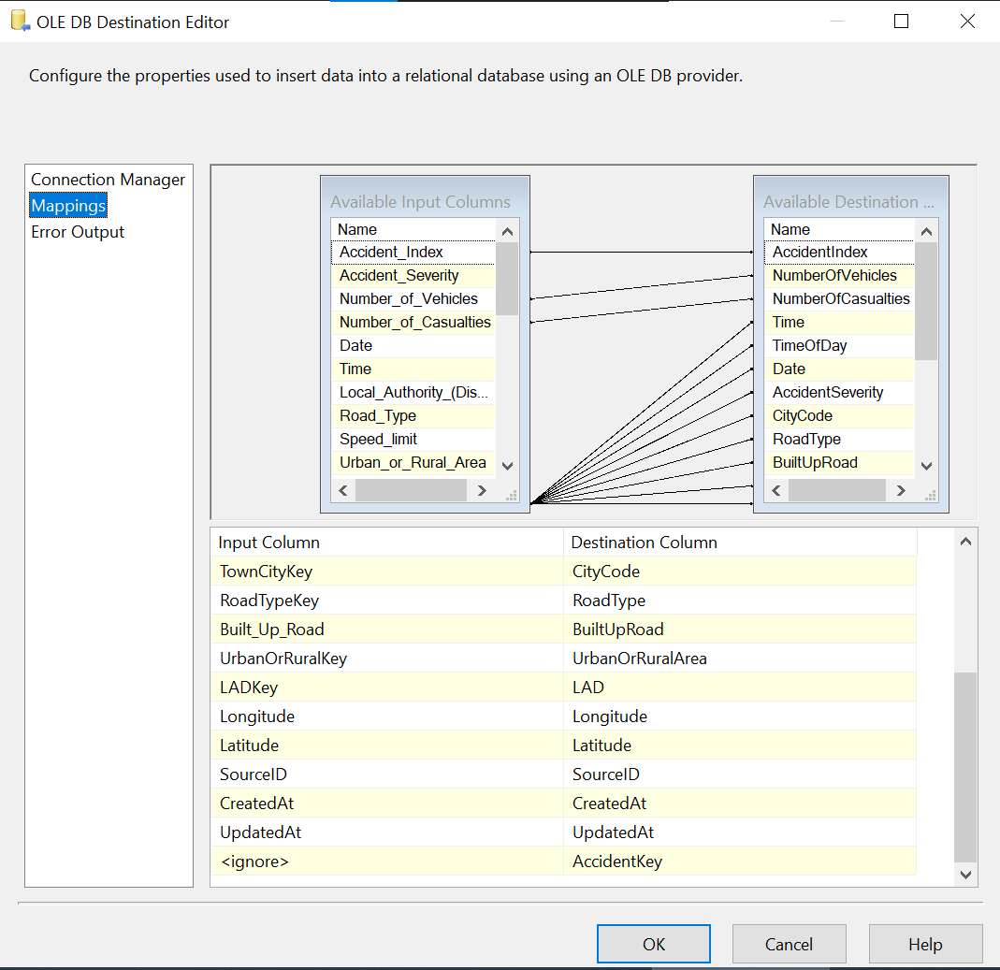 OLE DB Destination Editor
Configure the properties used to insert data into a relational database using an OLE DB provider.
Connection Manager
Mappings
Error Output
Available Input Columns
Name
Accident_Index
Accident_Severity
Number_of_Vehicles
Number_of_Casualties
Date
Time
Local_Authority_(Dis...
Road_Type
Speed_limit
Urban_or_Rural_Area
Available Destination ...
Name
AccidentIndex
NumberOfVehicles
NumberOfCasualties
Time
TimeOfDay
Date
AccidentSeverity
CityCode
RoadType
BuiltUpRoad
Input Column Destination Column
TownCityKey CityCode
RoadTypeKey RoadType
Built_Up_Road BuiltUpRoad
UrbanOrRuralKey UrbanOrRuralArea
LADKey LAD
Longitude Longitude
Latitude Latitude
SourceID SourceID
CreatedAt CreatedAt
UpdatedAt UpdatedAt
<ignore> AccidentKey
OK Cancel Help